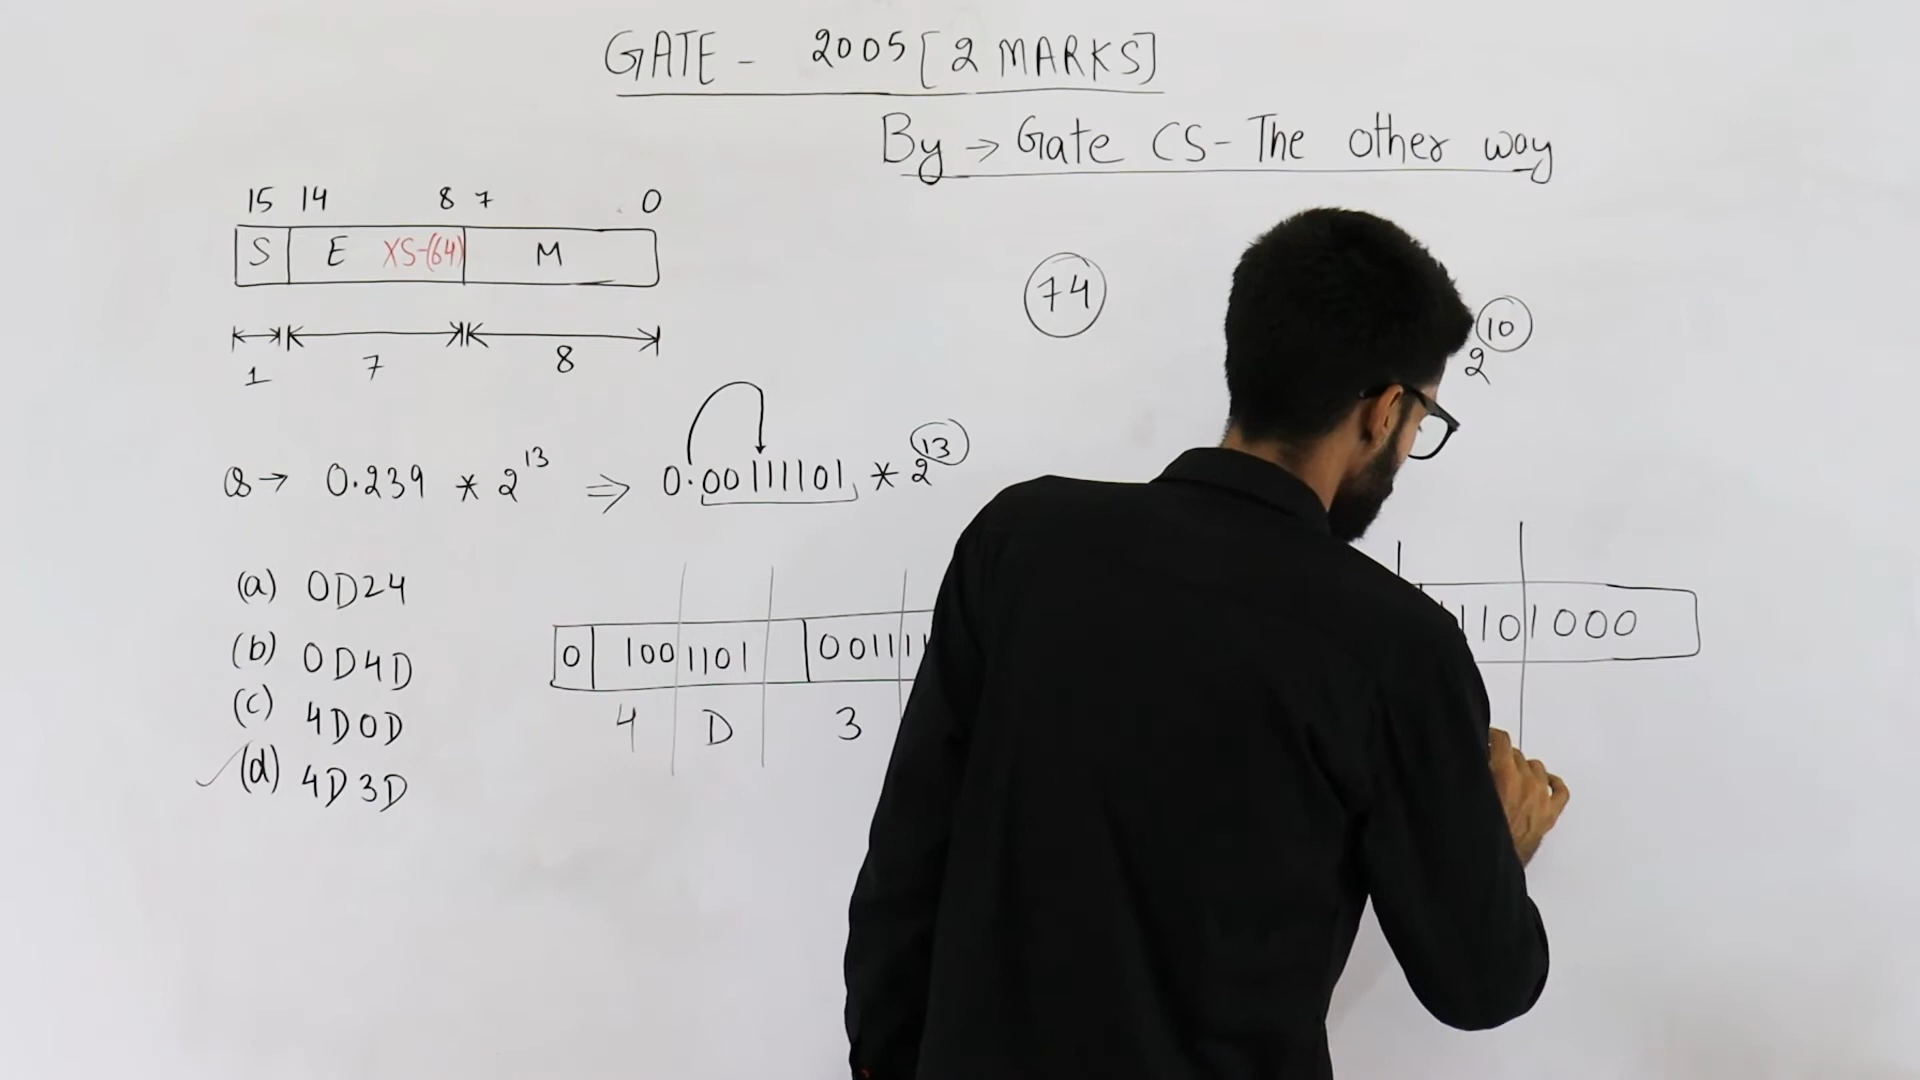 GATE - 2005 [2 MARKS]
By → Gate CS - The other way
15 14 8 7 0
S E XS-(64) M
1 7 8
74
2^10
Q → 0.239 * 2^13 ⇒ 0.00111101 * 2^13
(a) 0D24
(b) 0D4D
(c) 4D0D
(d) 4D3D
0 100 1101 001111
4 D 3
1101000